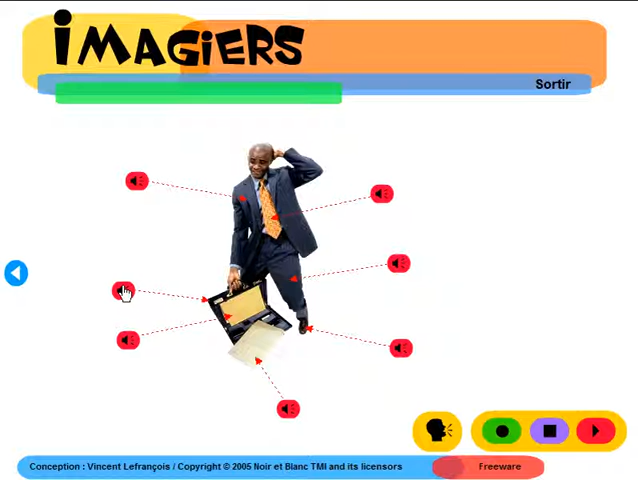 iMAGiERS
Sortir
Conception : Vincent Lefrançois / Copyright © 2005 Noir et Blanc TMI and its licensors
Freeware